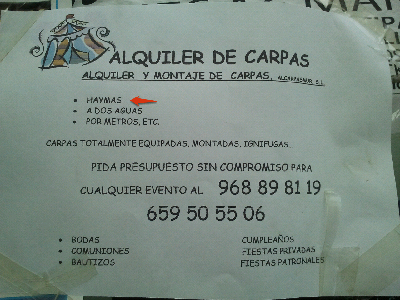 ALQUILER DE CARPAS
ALQUILER Y MONTAJE DE CARPAS. S.L.
• HAYMAS
• A DOS AGUAS
• POR METROS, ETC.
CARPAS TOTALMENTE EQUIPADAS, MONTADAS, IGNIFUGAS...
PIDA PRESUPUESTO SIN COMPROMISO PARA
CUALQUIER EVENTO AL 968 89 81 19
659 50 55 06
• BODAS CUMPLEAÑOS
• COMUNIONES FIESTAS PRIVADAS
• BAUTIZOS FIESTAS PATRONALES